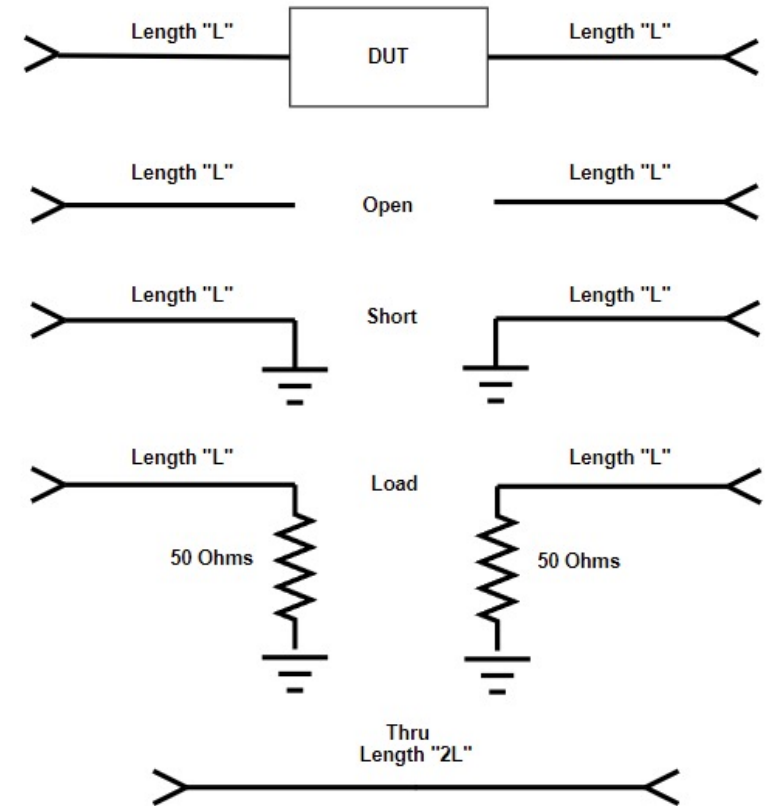 Length "L"
DUT
Length "L"
Length "L"
Open
Length "L"
Length "L"
Short
Length "L"
Length "L"
Load
Length "L"
50 Ohms
50 Ohms
Thru
Length "2L"